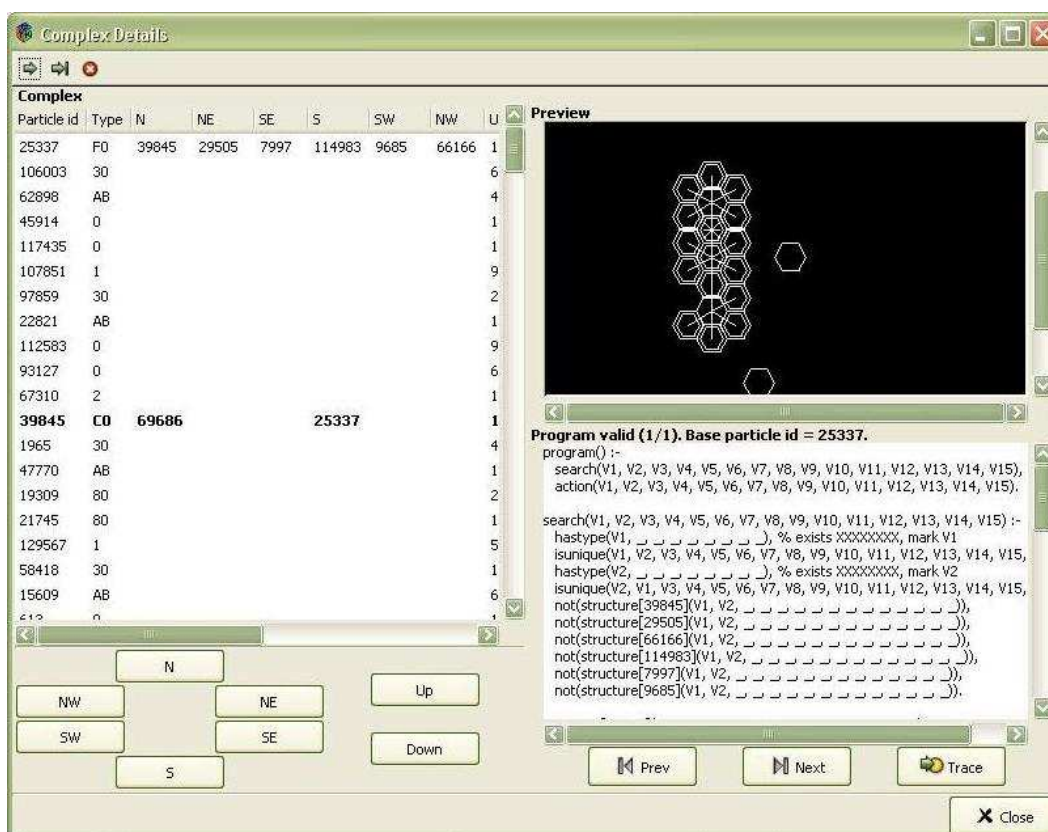 Complex Details
Complex
Particle id Type N NE SE S SW NW U
25337 F0 39845 29505 7997 114983 9685 66166 1
106003 30 6
62898 AB 4
45914 0 1
117435 0 1
107851 1 9
97859 30 2
22821 AB 1
112583 0 9
93127 0 6
67310 2 1
39845 C0 69686 25337 1
1965 30 4
47770 AB 1
19309 80 2
21745 80 1
129567 1 5
58418 30 1
15609 AB 6
N
NW
NE
SW
SE
S
Up
Down
Preview
Program valid (1/1). Base particle id = 25337.
program() :-
search(V1, V2, V3, V4, V5, V6, V7, V8, V9, V10, V11, V12, V13, V14, V15),
action(V1, V2, V3, V4, V5, V6, V7, V8, V9, V10, V11, V12, V13, V14, V15).
search(V1, V2, V3, V4, V5, V6, V7, V8, V9, V10, V11, V12, V13, V14, V15) :-
hastype(V1, _ _ _ _ _ _ _ _), % exists XXXXXXXX, mark V1
isunique(V1, V2, V3, V4, V5, V6, V7, V8, V9, V10, V11, V12, V13, V14, V15,
hastype(V2, _ _ _ _ _ _ _ _), % exists XXXXXXXX, mark V2
isunique(V2, V1, V3, V4, V5, V6, V7, V8, V9, V10, V11, V12, V13, V14, V15,
not(structure[39845](V1, V2, _ _ _ _ _ _ _ _ _ _ _ _ _)),
not(structure[29505](V1, V2, _ _ _ _ _ _ _ _ _ _ _ _ _)),
not(structure[66166](V1, V2, _ _ _ _ _ _ _ _ _ _ _ _ _)),
not(structure[114983](V1, V2, _ _ _ _ _ _ _ _ _ _ _ _ _)),
not(structure[7997](V1, V2, _ _ _ _ _ _ _ _ _ _ _ _ _)),
not(structure[9685](V1, V2, _ _ _ _ _ _ _ _ _ _ _ _ _)).
Prev
Next
Trace
Close